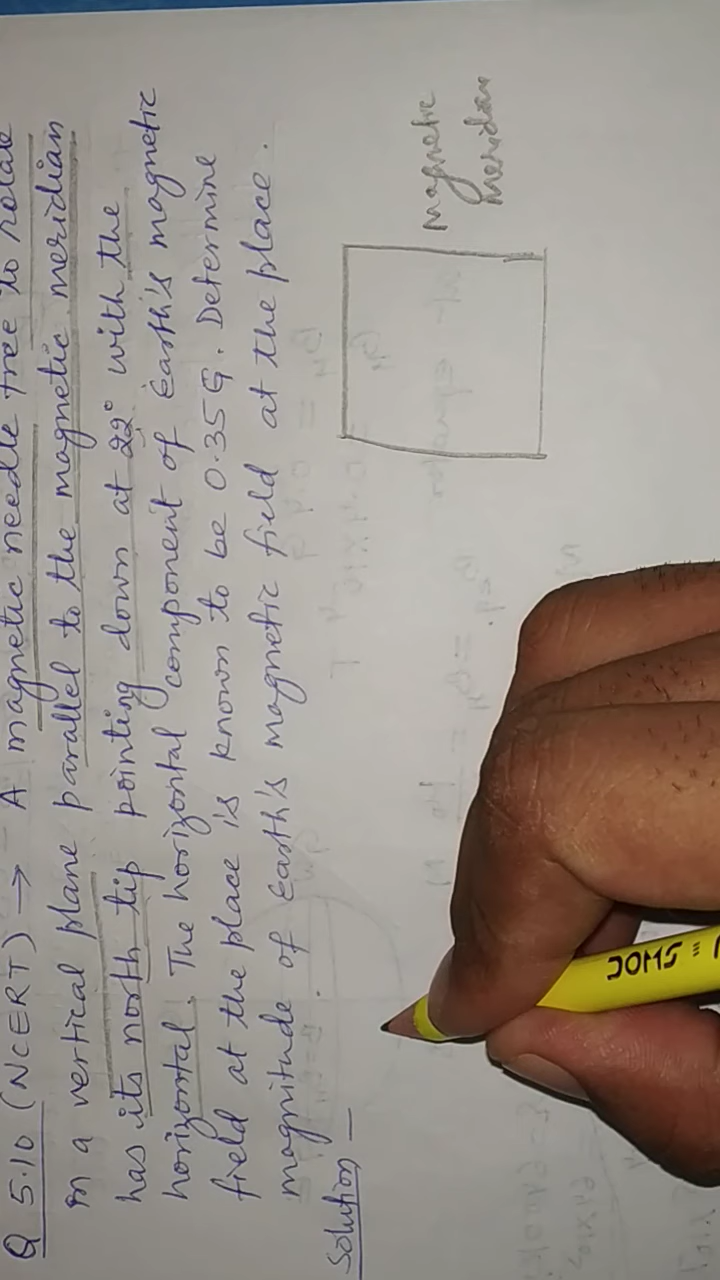 Q 5.10 (NCERT) → A magnetic needle free to rotate
in a vertical plane parallel to the magnetic meridian
has its north tip pointing down at 22° with the
horizontal. The horizontal component of Earth's magnetic
field at the place is known to be 0.35G. Determine
magnitude of Earth's magnetic field at the place.
Solution -
Magnetic
meridian
DOMS